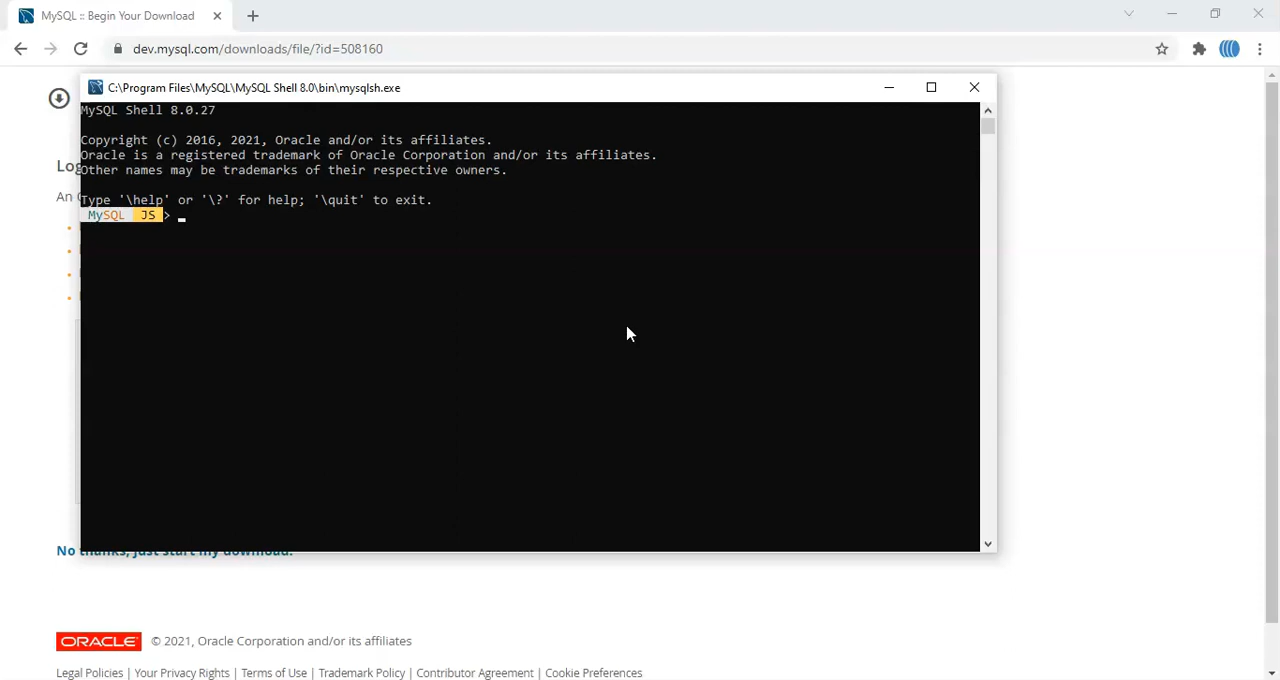 MySQL :: Begin Your Download
dev.mysql.com/downloads/file/?id=508160
C:\Program Files\MySQL\MySQL Shell 8.0\bin\mysqlsh.exe
MySQL Shell 8.0.27
Copyright (c) 2016, 2021, Oracle and/or its affiliates.
Oracle is a registered trademark of Oracle Corporation and/or its affiliates.
Other names may be trademarks of their respective owners.
Type '\help' or '\?' for help; '\quit' to exit.
MySQL JS >
An
No thanks, just start my download.
ORACLE © 2021, Oracle Corporation and/or its affiliates
Legal Policies | Your Privacy Rights | Terms of Use | Trademark Policy | Contributor Agreement | Cookie Preferences